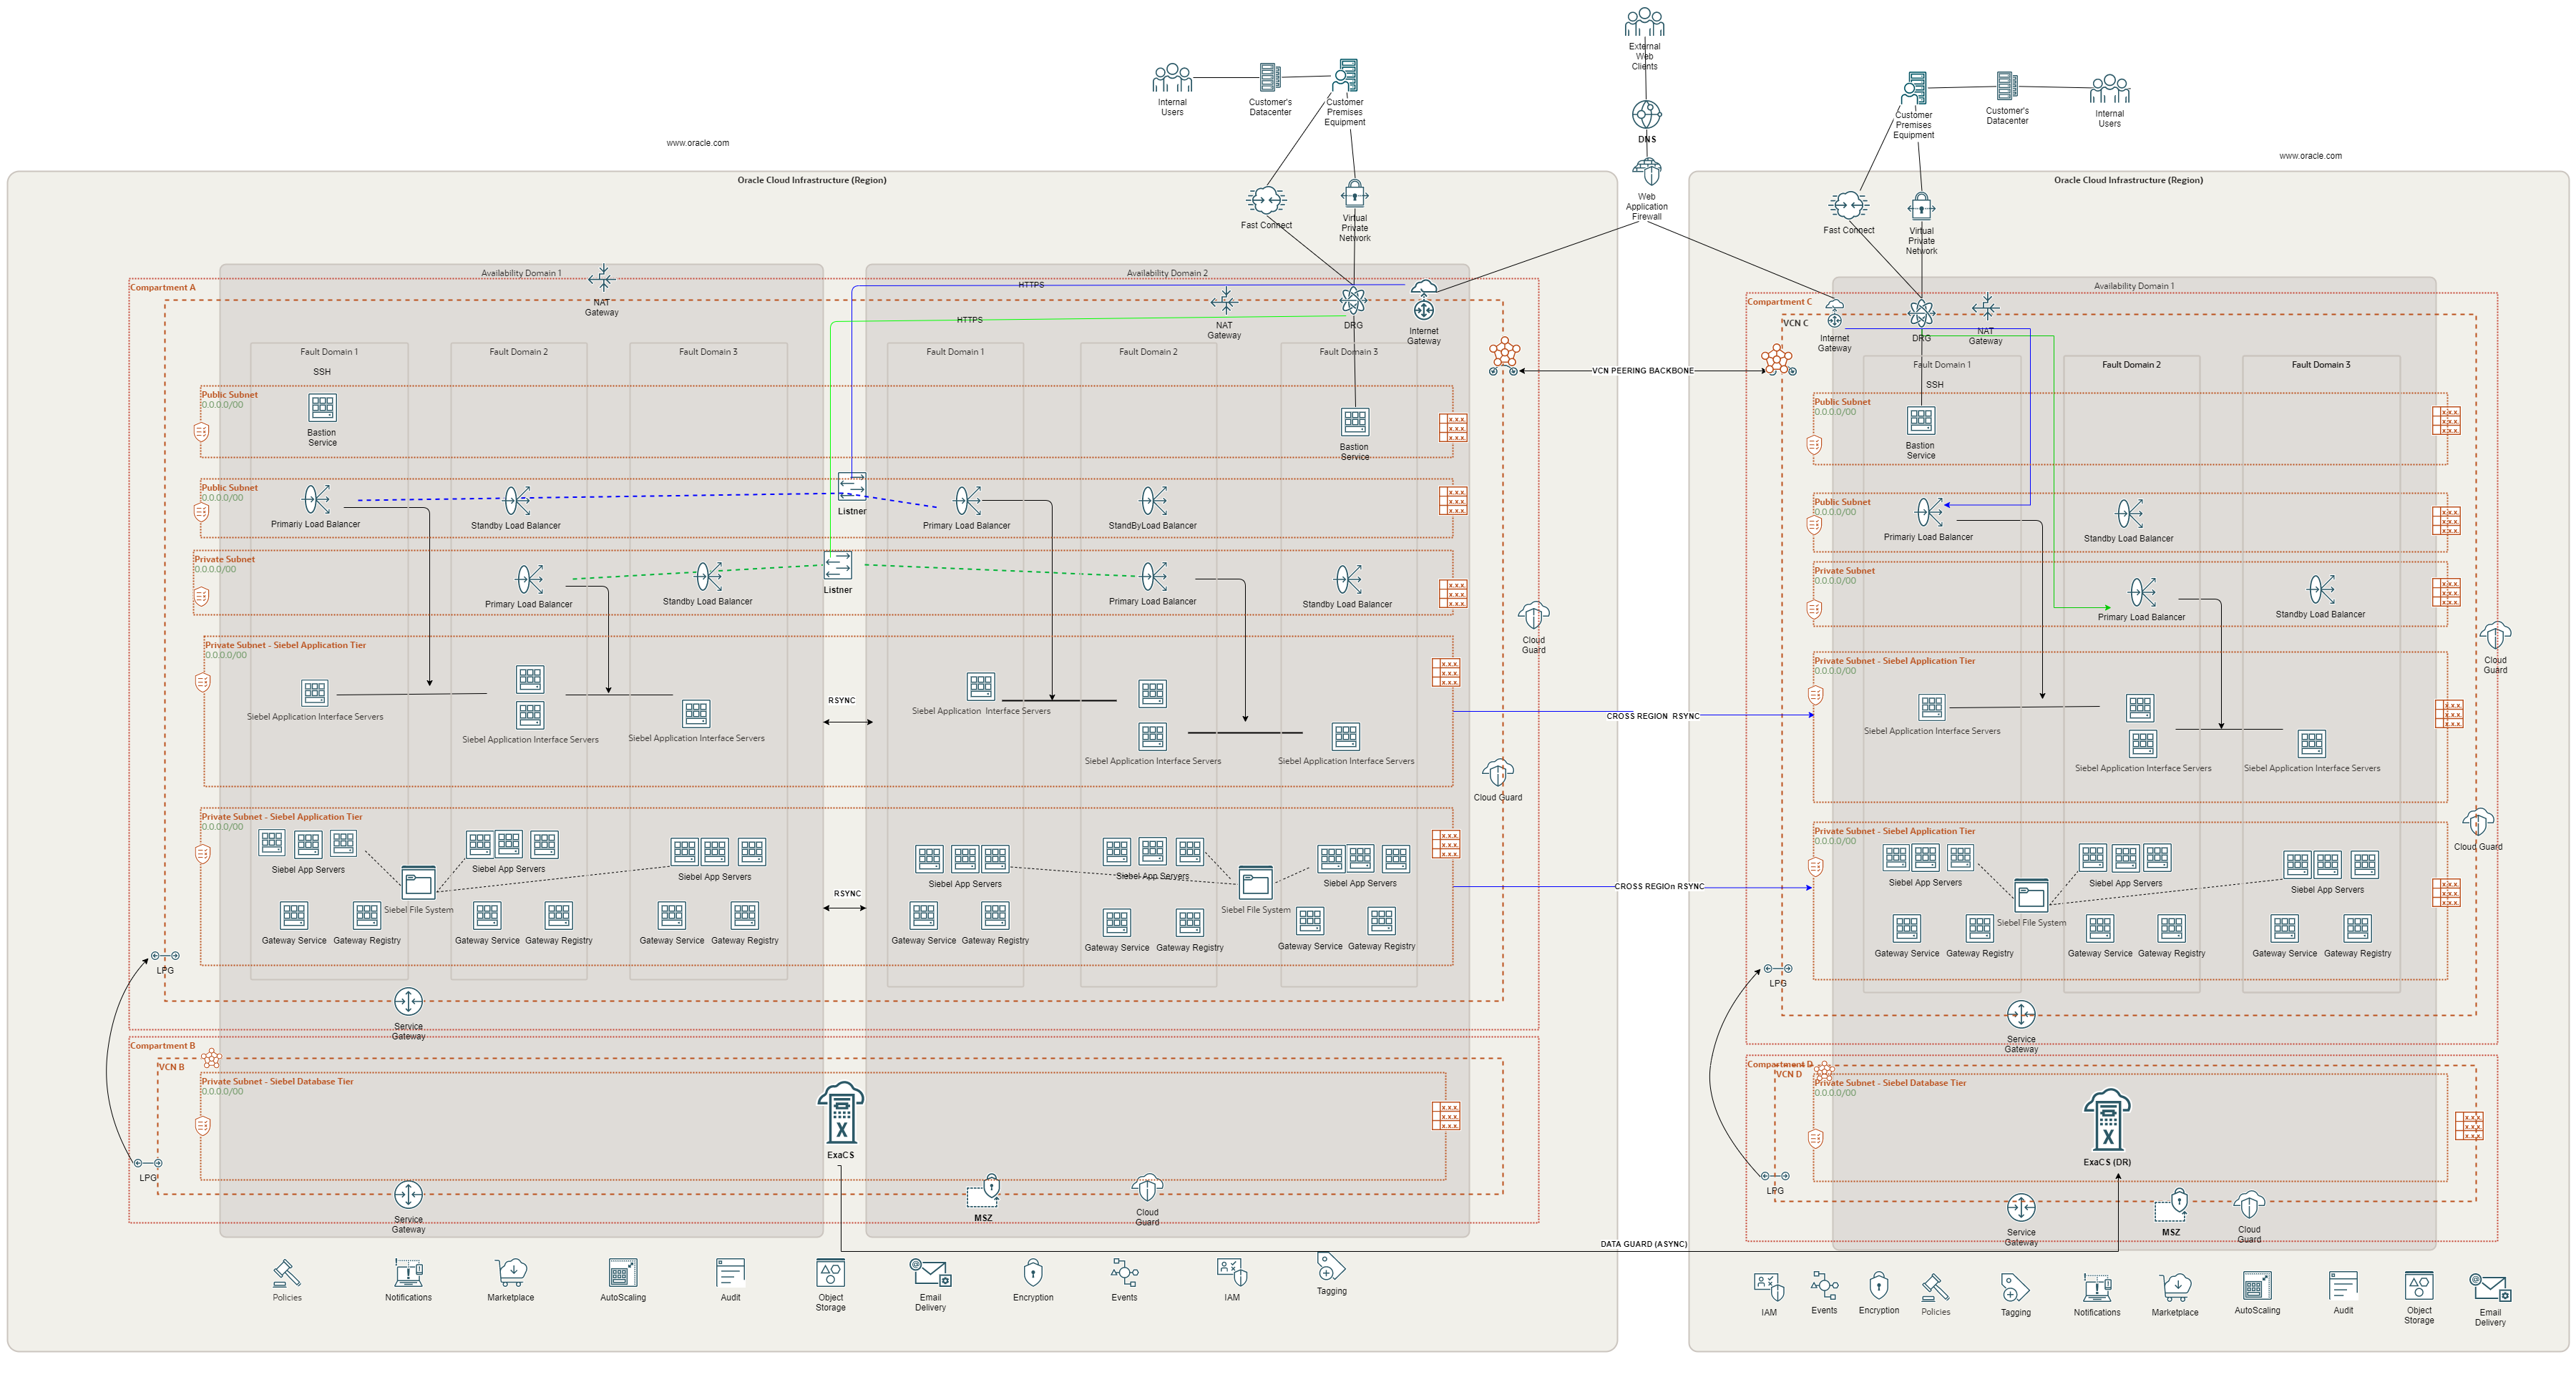 External
Web
Clients
Internal
Users
Customer's
Datacenter
Customer
Premises
Equipment
DNS
Customer
Premises
Equipment
Customer's
Datacenter
Internal
Users
www.oracle.com
www.oracle.com
Oracle Cloud Infrastructure (Region)
Fast Connect
Virtual
Private
Network
Web
Application
Firewall
Availability Domain 1
Availability Domain 2
Compartment A
NAT
Gateway
HTTPS
HTTPS
NAT
Gateway
DRG
Internet
Gateway
Fault Domain 1
Fault Domain 2
Fault Domain 3
Fault Domain 1
Fault Domain 2
Fault Domain 3
SSH
VCN PEERING BACKBONE
Public Subnet
0.0.0.0/00
Bastion
Service
Bastion
Service
x.x.x.
x.x.x.
x.x.x.
Public Subnet
0.0.0.0/00
Primariy Load Balancer
Standby Load Balancer
Listner
Primary Load Balancer
StandByLoad Balancer
x.x.x.
x.x.x.
x.x.x.
Private Subnet
0.0.0.0/00
Primary Load Balancer
Standby Load Balancer
Listner
Primary Load Balancer
Standby Load Balancer
x.x.x.
x.x.x.
x.x.x.
Cloud
Guard
Private Subnet - Siebel Application Tier
0.0.0.0/00
Siebel Application Interface Servers
Siebel Application Interface Servers
Siebel Application Interface Servers
RSYNC
Siebel Application  Interface Servers
Siebel Application Interface Servers
Siebel Application Interface Servers
x.x.x.
x.x.x.
x.x.x.
CROSS REGION  RSYNC
Cloud Guard
Private Subnet - Siebel Application Tier
0.0.0.0/00
Siebel App Servers
Siebel App Servers
Siebel App Servers
Siebel App Servers
Siebel App Servers
Siebel App Servers
x.x.x.
x.x.x.
x.x.x.
RSYNC
CROSS REGIOn RSYNC
Siebel File System
Siebel File System
Gateway Service
Gateway Registry
Gateway Service
Gateway Registry
Gateway Service
Gateway Registry
Gateway Service
Gateway Registry
Gateway Service
Gateway Registry
Gateway Service
Gateway Registry
LPG
Service
Gateway
Compartment B
VCN B
Private Subnet - Siebel Database Tier
0.0.0.0/00
X
ExaCS
x.x.x.
x.x.x.
x.x.x.
LPG
Service
Gateway
MSZ
Cloud
Guard
DATA GUARD (ASYNC)
Policies
Notifications
Marketplace
AutoScaling
Audit
Object
Storage
@
Email
Delivery
Encryption
Events
IAM
Tagging
Oracle Cloud Infrastructure (Region)
Fast Connect
Virtual
Private
Network
Availability Domain 1
Compartment C
VCN C
Internet
Gateway
DRG
NAT
Gateway
Fault Domain 1
Fault Domain 2
Fault Domain 3
SSH
Public Subnet
0.0.0.0/00
Bastion
Service
x.x.x.
x.x.x.
x.x.x.
Public Subnet
0.0.0.0/00
Primariy Load Balancer
Standby Load Balancer
x.x.x.
x.x.x.
x.x.x.
Private Subnet
0.0.0.0/00
Primary Load Balancer
Standby Load Balancer
x.x.x.
x.x.x.
x.x.x.
Cloud
Guard
Private Subnet - Siebel Application Tier
0.0.0.0/00
Siebel Application Interface Servers
Siebel Application Interface Servers
Siebel Application Interface Servers
x.x.x.
x.x.x.
x.x.x.
Private Subnet - Siebel Application Tier
0.0.0.0/00
Cloud Guard
Siebel App Servers
Siebel App Servers
Siebel App Servers
x.x.x.
x.x.x.
x.x.x.
Siebel File System
Gateway Service
Gateway Registry
Gateway Service
Gateway Registry
Gateway Service
Gateway Registry
LPG
Service
Gateway
Compartment D
VCN D
Private Subnet - Siebel Database Tier
0.0.0.0/00
X
ExaCS (DR)
x.x.x.
x.x.x.
x.x.x.
LPG
Service
Gateway
MSZ
Cloud
Guard
IAM
Events
Encryption
Policies
Tagging
Notifications
Marketplace
AutoScaling
Audit
Object
Storage
@
Email
Delivery